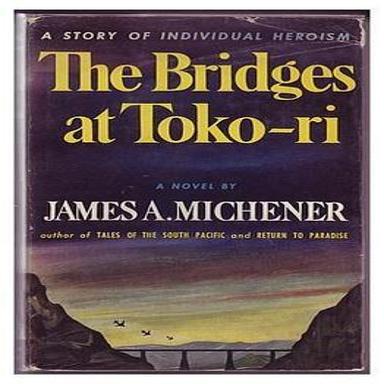 A STORY OF INDIVIDUAL HEROISM
The Bridges
at Toko-ri
A NOVEL BY
JAMES A. MICHENER
author of TALES OF THE SOUTH PACIFIC and RETURN TO PARADISE